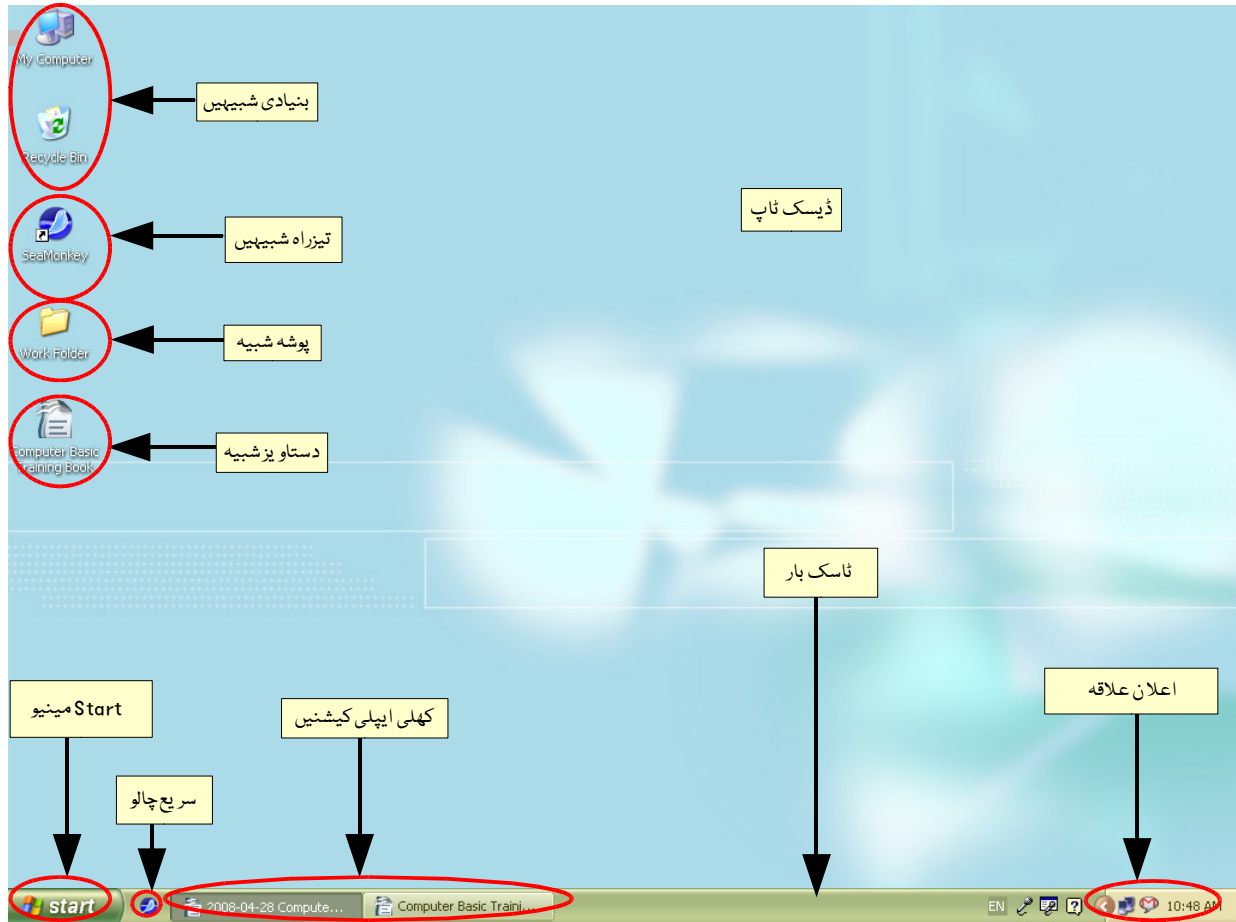 My Computer
بنیادی شبیہیں
Recycle Bin
ڈیسک ٹاپ
تیزراہ شبیہیں
SeaMonkey
پوشہ شبیہ
Work Folder
دستاویز شبیہ
Computer Basic
Training Book
ٹاسک بار
اعلان علاقہ
Start مینیو
کھلی ایپلی کیشنیں
سریع چالو
start
2008-04-28 Compute...
Computer Basic Traini...
EN
10:48 AM